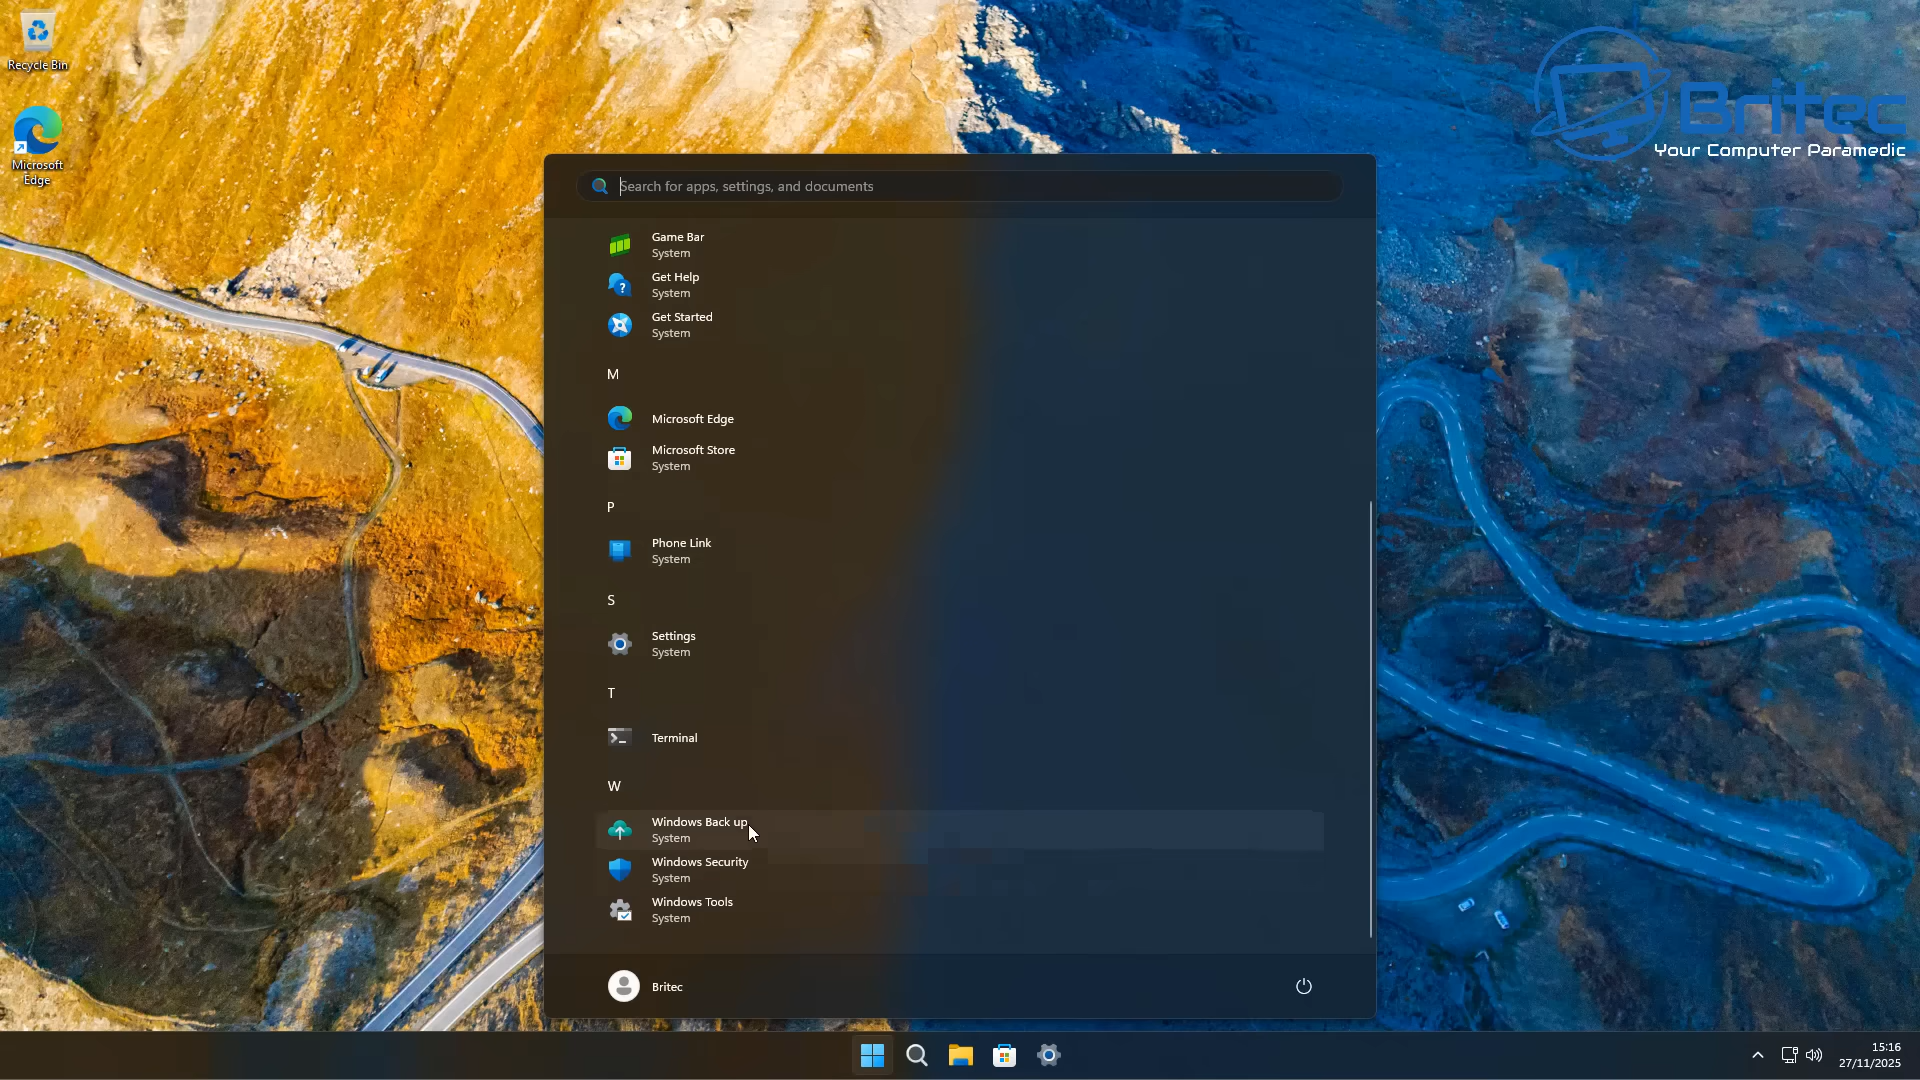 Recycle Bin
Microsoft
Edge
Britec
Your Computer Paramedic
Search for apps, settings, and documents
Game Bar
System
Get Help
System
Get Started
System
M
Microsoft Edge
Microsoft Store
System
P
Phone Link
System
S
Settings
System
T
Terminal
W
Windows Back up
System
Windows Security
System
Windows Tools
System
Britec
15:16
27/11/2025